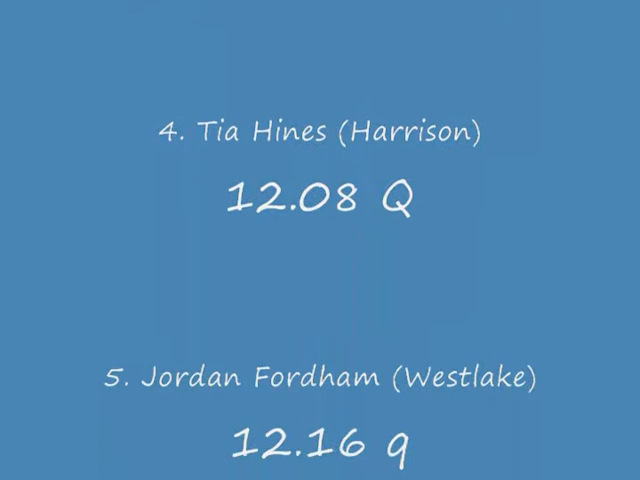 4. Tia Hines (Harrison)
12.08 Q
5. Jordan Fordham (Westlake)
12.16 q